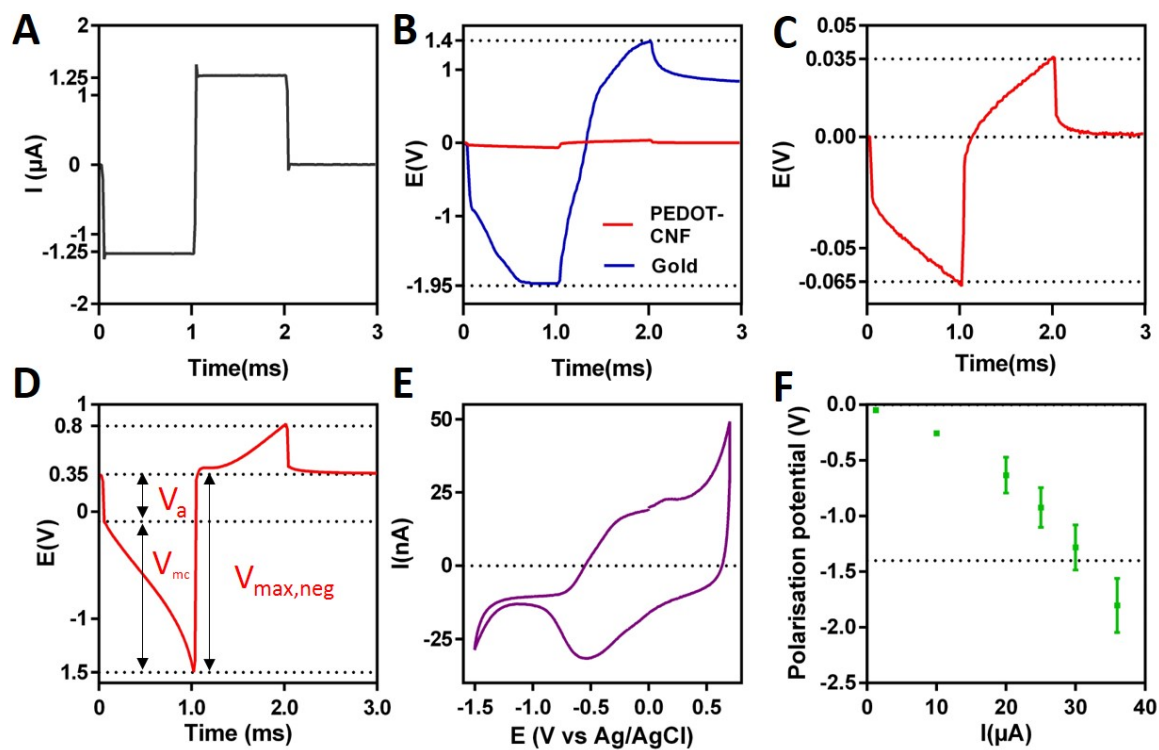 A
I (µA)
2
1.25
1
0
-1
-1.25
-2
0
1
2
3
Time(ms)
B
E(V)
1.4
1
0
-1
-1.95
PEDOT-
CNF
Gold
0
1.0
2.0
3
Time(ms)
C
E(V)
0.05
0.035
0.00
-0.05
-0.065
0
1.0
2.0
3
Time(ms)
D
E(V)
1
0.8
0.35
0
-1
1.5
Va
Vmc
Vmax,neg
0
1.0
2.0
3.0
Time (ms)
E
I(nA)
50
25
0
-25
-1.5
-1.0
-0.5
0.0
0.5
E (V vs Ag/AgCl)
F
Polarisation potential (V)
0.0
-0.5
-1.0
-1.5
-2.0
-2.5
0
10
20
30
40
I(µA)